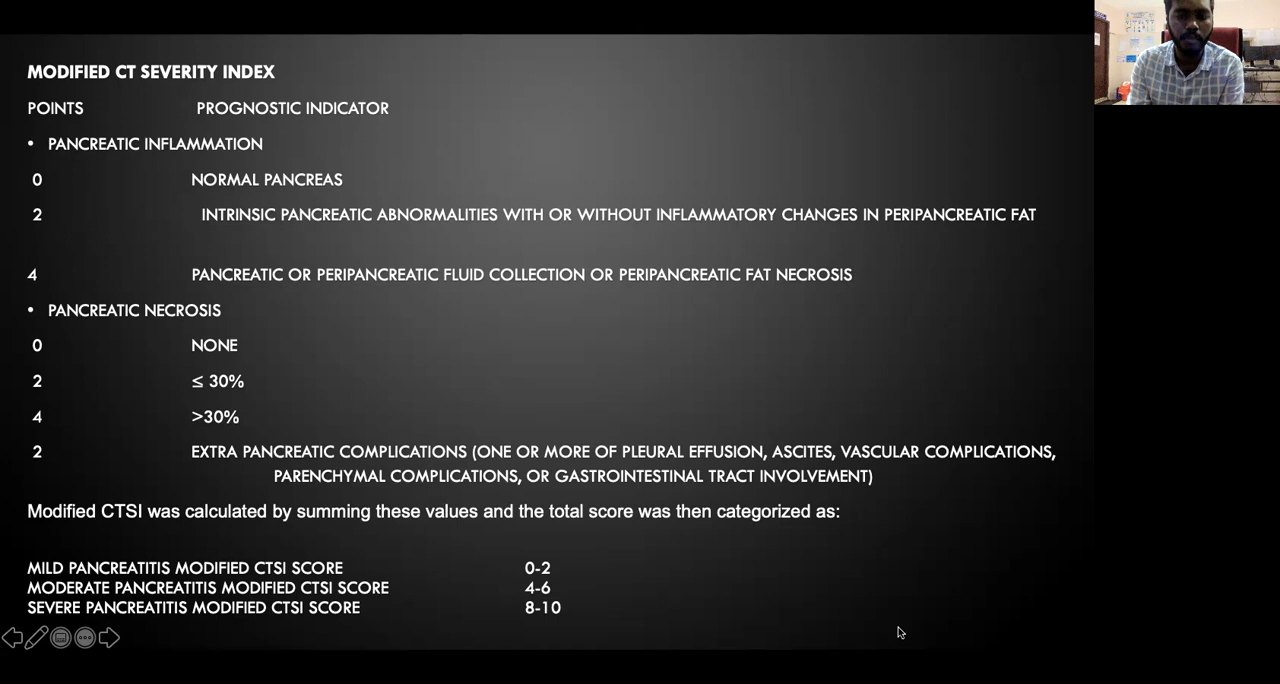 MODIFIED CT SEVERITY INDEX
POINTS PROGNOSTIC INDICATOR
• PANCREATIC INFLAMMATION
0 NORMAL PANCREAS
2 INTRINSIC PANCREATIC ABNORMALITIES WITH OR WITHOUT INFLAMMATORY CHANGES IN PERIPANCREATIC FAT
4 PANCREATIC OR PERIPANCREATIC FLUID COLLECTION OR PERIPANCREATIC FAT NECROSIS
• PANCREATIC NECROSIS
0 NONE
2 ≤ 30%
4 >30%
2 EXTRA PANCREATIC COMPLICATIONS (ONE OR MORE OF PLEURAL EFFUSION, ASCITES, VASCULAR COMPLICATIONS,
PARENCHYMAL COMPLICATIONS, OR GASTROINTESTINAL TRACT INVOLVEMENT)
Modified CTSI was calculated by summing these values and the total score was then categorized as:
MILD PANCREATITIS MODIFIED CTSI SCORE 0-2
MODERATE PANCREATITIS MODIFIED CTSI SCORE 4-6
SEVERE PANCREATITIS MODIFIED CTSI SCORE 8-10